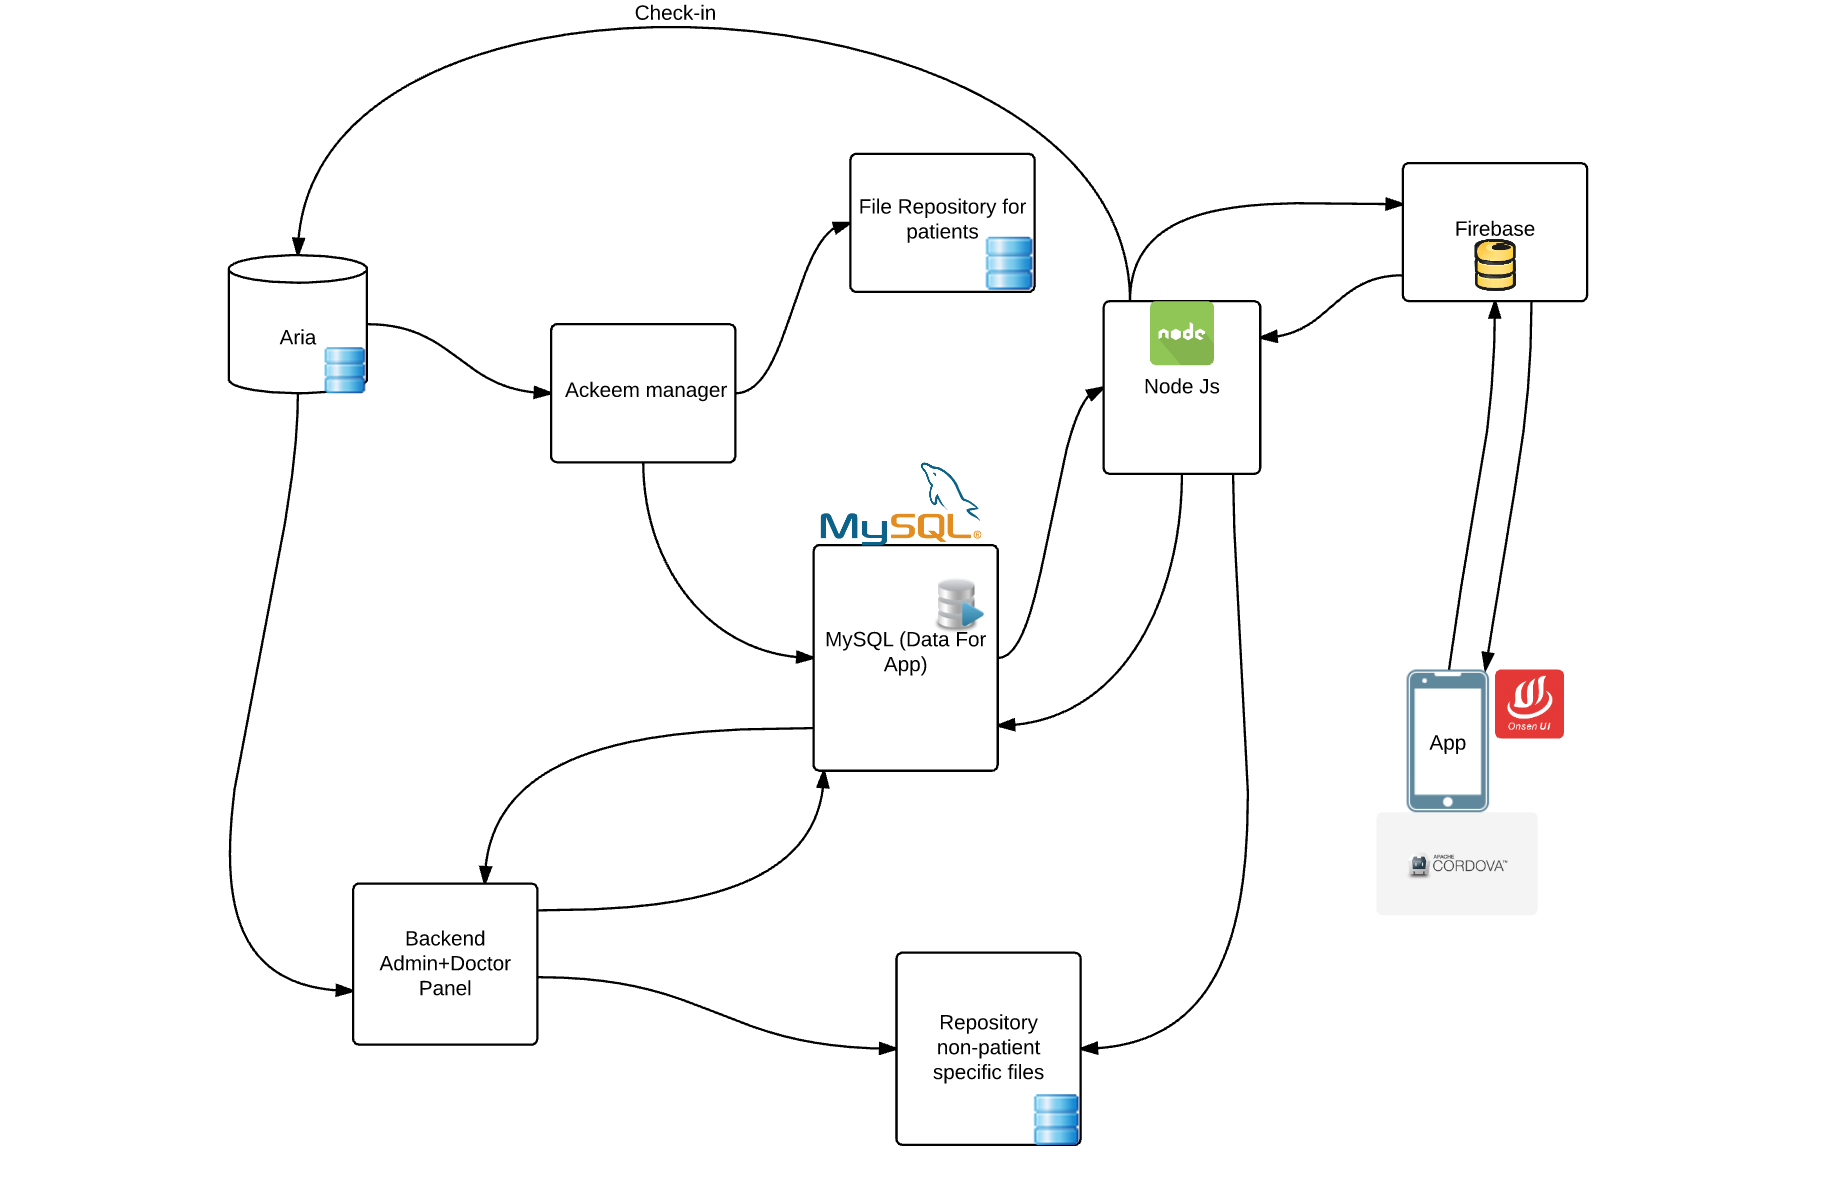 Check-in
File Repository for
patients
Firebase
node
Node Js
Aria
Ackeem manager
MySQL®
MySQL (Data For
App)
Onsen UI
App
APACHE
CORDOVA™
Backend
Admin+Doctor
Panel
Repository
non-patient
specific files